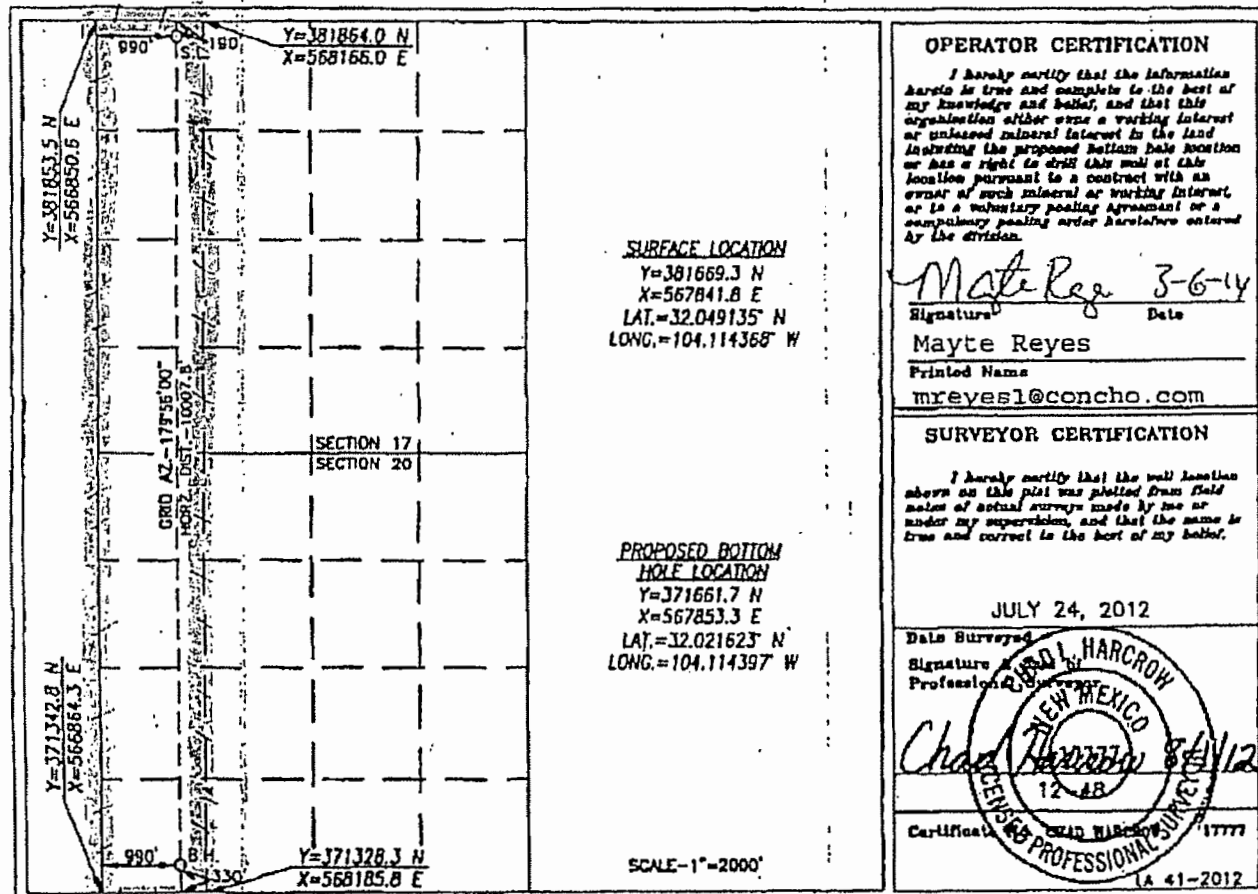 990'
S.L.
190'
Y=381864.0 N
X=568166.0 E
Y=381853.5 N
X=566850.6 E
GRID AZ.-179°56'00"
HORZ. DIST.-10007.6'
SECTION 17
SECTION 20
Y=371342.8 N
X=566864.3 E
990'
B.H.
330'
Y=371328.3 N
X=568185.8 E
SURFACE LOCATION
Y=381669.3 N
X=567841.8 E
LAT.=32.049135° N
LONG.=104.114368° W
PROPOSED BOTTOM
HOLE LOCATION
Y=371661.7 N
X=567853.3 E
LAT.=32.021623° N
LONG.=104.114397° W
SCALE-1"=2000'
OPERATOR CERTIFICATION
I hereby certify that the information
herein is true and complete to the best of
my knowledge and belief, and that this
organization either owns a working interest
or unleased mineral interest in the land
including the proposed bottom hole location
or has a right to drill this well at this
location pursuant to a contract with an
owner of such mineral or working interest,
or to a voluntary pooling agreement or a
compulsory pooling order heretofore entered
by the division.
3-6-14
Signature Date
Mayte Reyes
Printed Name
mreyes1@concho.com
SURVEYOR CERTIFICATION
I hereby certify that the well location
shown on this plat was plotted from field
notes of actual surveys made by me or
under my supervision, and that the same is
true and correct to the best of my belief.
JULY 24, 2012
Date Surveyed
Signature & Seal of
Professional Surveyor
CHAD L. HARCROW
NEW MEXICO
17777
LICENSED PROFESSIONAL SURVEYOR
Chad Harcrow
Certificate No. CHAD HARCROW 17777